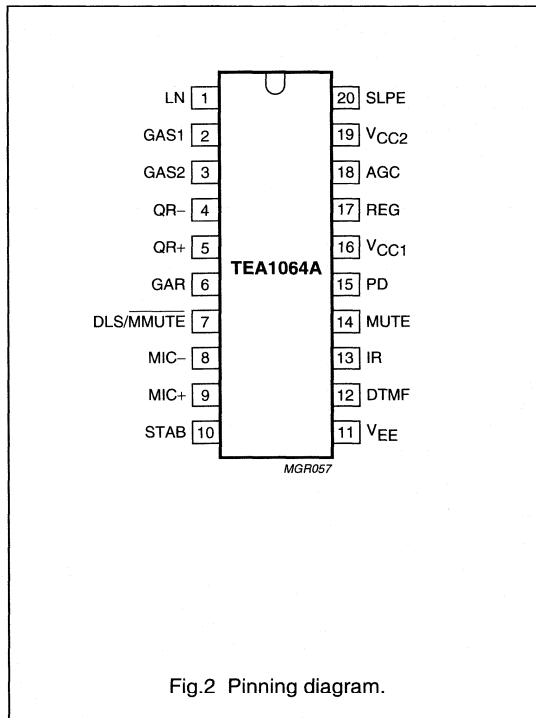 LN 1 20 SLPE
GAS1 2 19 VCC2
GAS2 3 18 AGC
QR− 4 17 REG
QR+ 5 16 VCC1
TEA1064A
GAR 6 15 PD
DLS/MMUTE 7 14 MUTE
MIC− 8 13 IR
MIC+ 9 12 DTMF
STAB 10 11 VEE
MGR057
Fig.2 Pinning diagram.